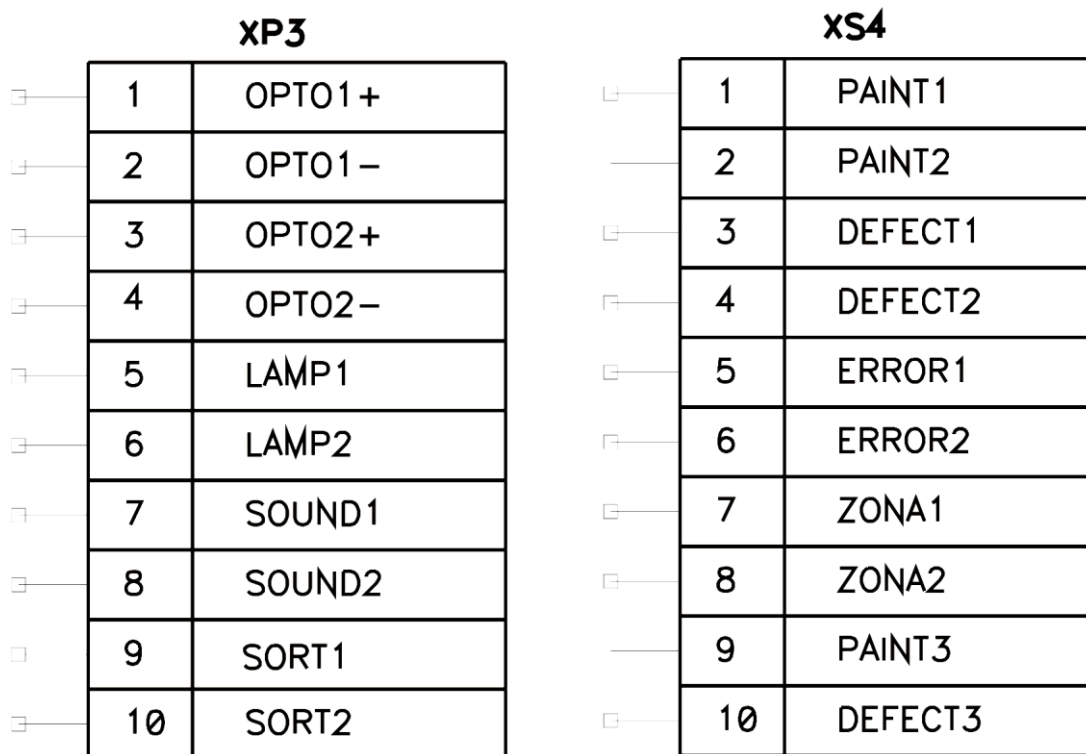 XP3
1 OPTO1+
2 OPTO1-
3 OPTO2+
4 OPTO2-
5 LAMP1
6 LAMP2
7 SOUND1
8 SOUND2
9 SORT1
10 SORT2
XS4
1 PAINT1
2 PAINT2
3 DEFECT1
4 DEFECT2
5 ERROR1
6 ERROR2
7 ZONA1
8 ZONA2
9 PAINT3
10 DEFECT3